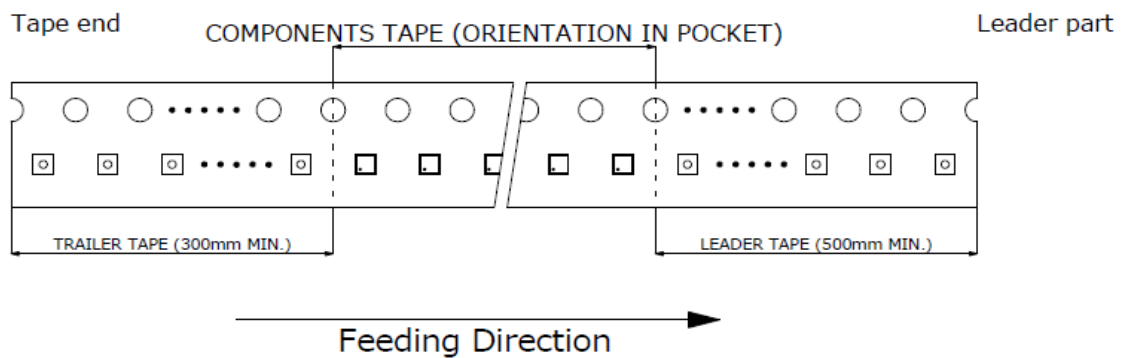 Tape end
COMPONENTS TAPE (ORIENTATION IN POCKET)
Leader part
TRAILER TAPE (300mm MIN.)
LEADER TAPE (500mm MIN.)
Feeding Direction